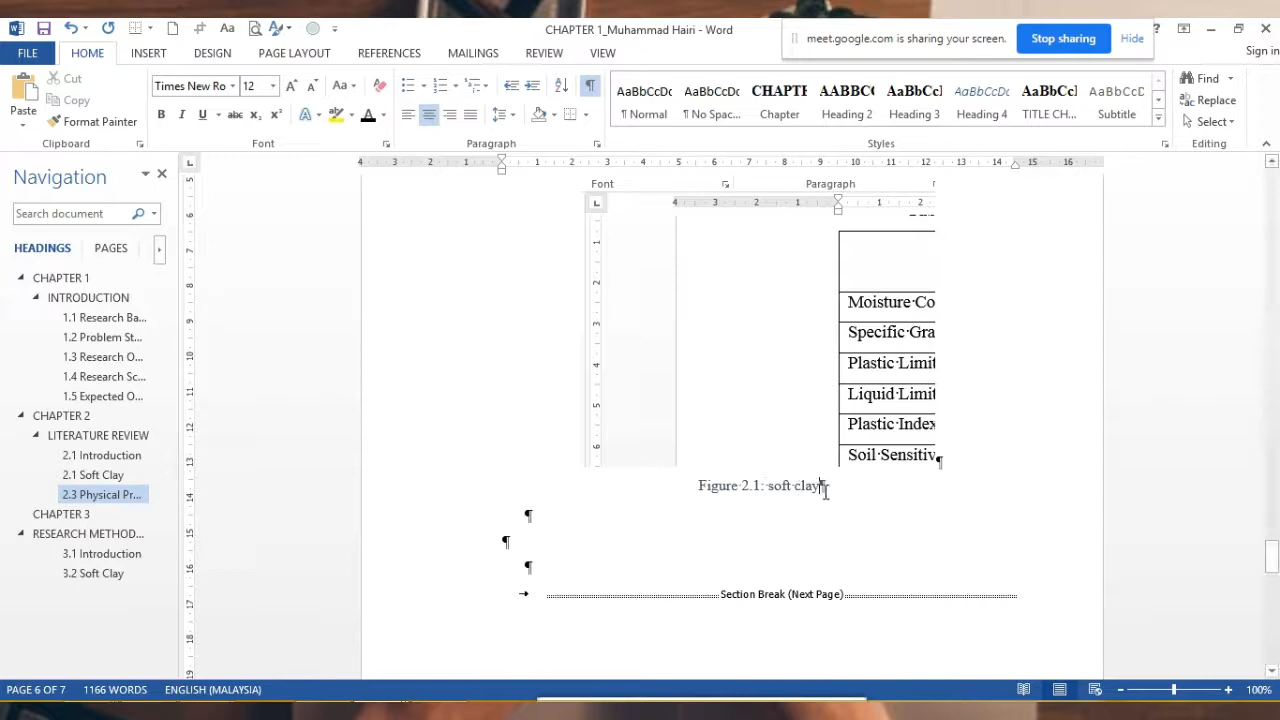 CHAPTER 1_Muhammad Hairi - Word
meet.google.com is sharing your screen.
Stop sharing
Hide
Sign in
FILE
HOME
INSERT
DESIGN
PAGE LAYOUT
REFERENCES
MAILINGS
REVIEW
VIEW
Paste
Cut
Copy
Format Painter
Clipboard
Times New Ro
12
Font
Paragraph
AaBbCcDc
¶ Normal
AaBbCcDc
¶ No Spac...
CHAPTE
Chapter
AABBC
Heading 2
AaBbCcI
Heading 3
AaBbCcDc
Heading 4
AaBbCcI
TITLE CH...
AaBbCcD
Subtitle
Styles
Find
Replace
Select
Editing
Navigation
Search document
HEADINGS
PAGES
CHAPTER 1
INTRODUCTION
1.1 Research Ba...
1.2 Problem St...
1.3 Research O...
1.4 Research Sc...
1.5 Expected O...
CHAPTER 2
LITERATURE REVIEW
2.1 Introduction
2.1 Soft Clay
2.3 Physical Pr...
CHAPTER 3
RESEARCH METHOD...
3.1 Introduction
3.2 Soft Clay
Font
Paragraph
Moisture·Co
Specific·Gra
Plastic·Limit
Liquid·Limit
Plastic·Index
Soil·Sensitiv
Figure·2.1:·soft·clay¶
Section Break (Next Page)
PAGE 6 OF 7
1166 WORDS
ENGLISH (MALAYSIA)
100%